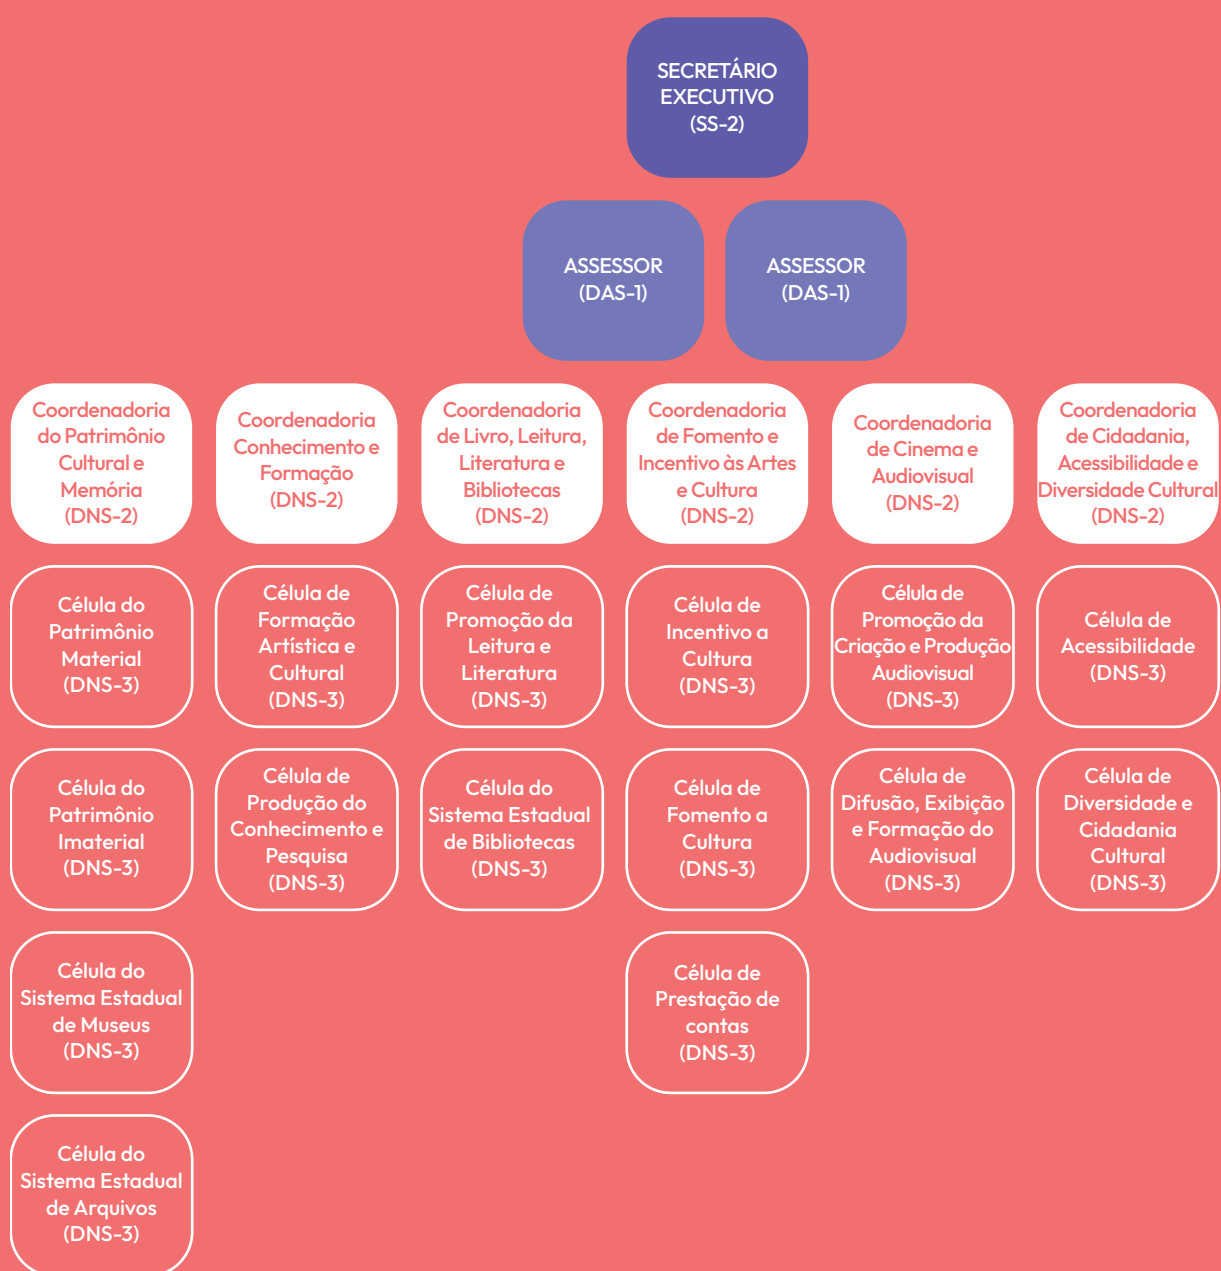 SECRETÁRIO
EXECUTIVO
(SS-2)
ASSESSOR
(DAS-1)
ASSESSOR
(DAS-1)
Coordenadoria
do Patrimônio
Cultural e
Memória
(DNS-2)
Coordenadoria
Conhecimento e
Formação
(DNS-2)
Coordenadoria
de Livro, Leitura,
Literatura e
Bibliotecas
(DNS-2)
Coordenadoria
de Fomento e
Incentivo às Artes
e Cultura
(DNS-2)
Coordenadoria
de Cinema e
Audiovisual
(DNS-2)
Coordenadoria
de Cidadania,
Acessibilidade e
Diversidade Cultural
(DNS-2)
Célula do
Patrimônio
Material
(DNS-3)
Célula de
Formação
Artística e
Cultural
(DNS-3)
Célula de
Promoção da
Leitura e
Literatura
(DNS-3)
Célula de
Incentivo a
Cultura
(DNS-3)
Célula de
Promoção da
Criação e Produção
Audiovisual
(DNS-3)
Célula de
Acessibilidade
(DNS-3)
Célula do
Patrimônio
Imaterial
(DNS-3)
Célula de
Produção do
Conhecimento e
Pesquisa
(DNS-3)
Célula do
Sistema Estadual
de Bibliotecas
(DNS-3)
Célula de
Fomento a
Cultura
(DNS-3)
Célula de
Difusão, Exibição
e Formação do
Audiovisual
(DNS-3)
Célula de
Diversidade e
Cidadania
Cultural
(DNS-3)
Célula do
Sistema Estadual
de Museus
(DNS-3)
Célula de
Prestação de
contas
(DNS-3)
Célula do
Sistema Estadual
de Arquivos
(DNS-3)